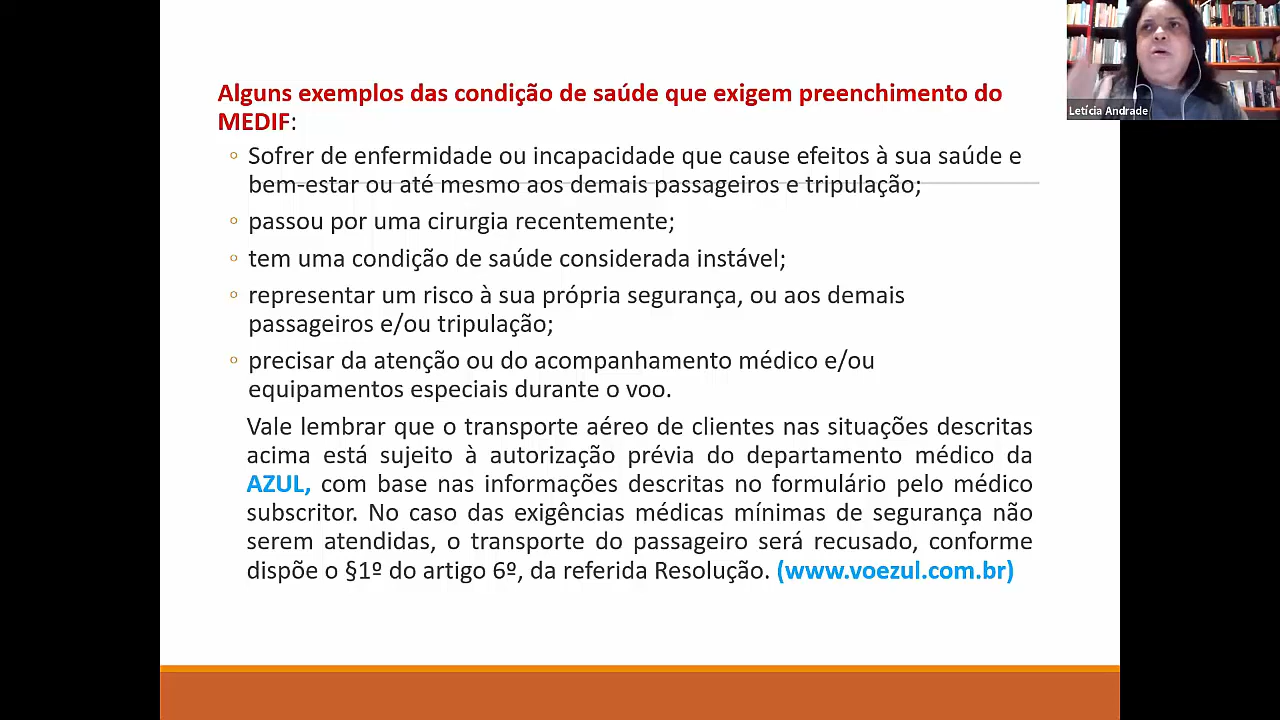 Alguns exemplos das condição de saúde que exigem preenchimento do
MEDIF:
◦ Sofrer de enfermidade ou incapacidade que cause efeitos à sua saúde e
bem-estar ou até mesmo aos demais passageiros e tripulação;
◦ passou por uma cirurgia recentemente;
◦ tem uma condição de saúde considerada instável;
◦ representar um risco à sua própria segurança, ou aos demais
passageiros e/ou tripulação;
◦ precisar da atenção ou do acompanhamento médico e/ou
equipamentos especiais durante o voo.
Vale lembrar que o transporte aéreo de clientes nas situações descritas
acima está sujeito à autorização prévia do departamento médico da
AZUL, com base nas informações descritas no formulário pelo médico
subscritor. No caso das exigências médicas mínimas de segurança não
serem atendidas, o transporte do passageiro será recusado, conforme
dispõe o §1º do artigo 6º, da referida Resolução. (www.voezul.com.br)
Letícia Andrade